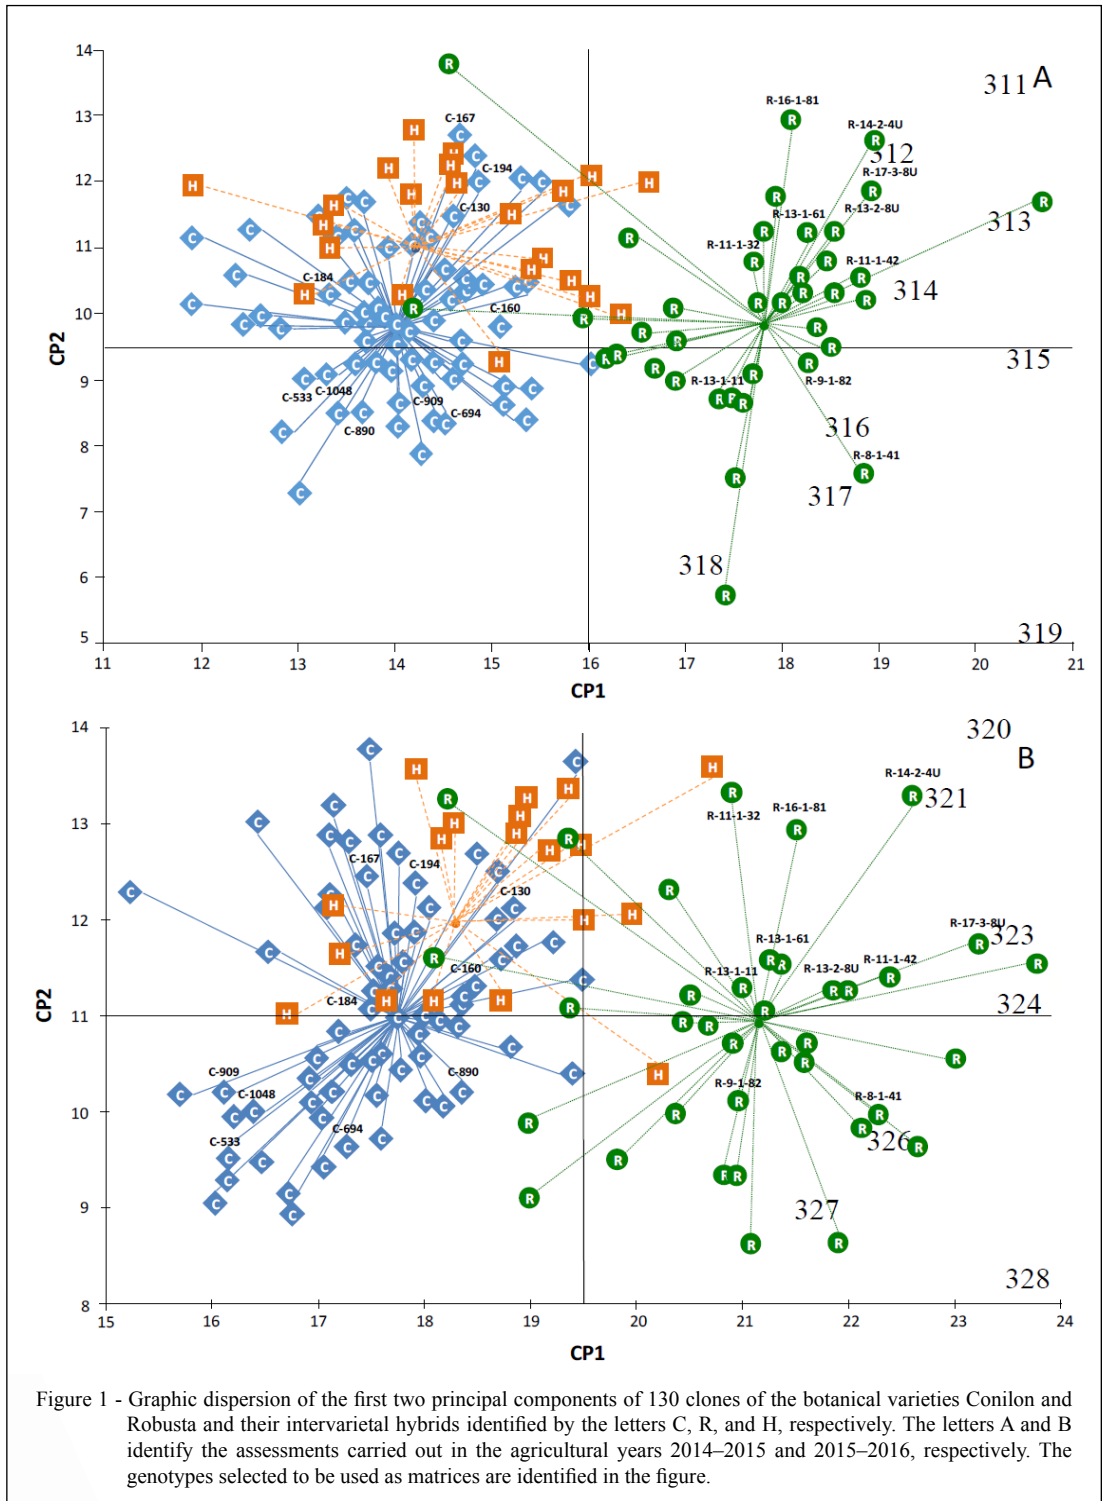 14
311 A
R-16-1-81
13
C-167
R-14-2-4U
312
C-194
R-17-3-8U
12
C-130
R-13-1-61
R-13-2-8U
313
11
R-11-1-32
R-11-1-42
C-184
314
10
C-160
CP2
315
9
C-533
C-1048
R-13-1-11
R-9-1-82
C-909
C-694
316
C-890
8
R-8-1-41
317
7
318
6
319
5
11 12 13 14 15 16 17 18 19 20 21
CP1
14
320
B
R-14-2-4U
321
R-11-1-32
R-16-1-81
13
C-167
C-194
C-130
12
R-17-3-8U
323
R-13-1-61
C-160
R-13-1-11
R-13-2-8U
R-11-1-42
C-184
324
11
CP2
C-909
C-890
R-9-1-82
R-8-1-41
C-1048
10
C-694
C-533
326
9
327
328
8
15 16 17 18 19 20 21 22 23 24
CP1
Figure 1 - Graphic dispersion of the first two principal components of 130 clones of the botanical varieties Conilon and
Robusta and their intervarietal hybrids identified by the letters C, R, and H, respectively. The letters A and B
identify the assessments carried out in the agricultural years 2014–2015 and 2015–2016, respectively. The
genotypes selected to be used as matrices are identified in the figure.